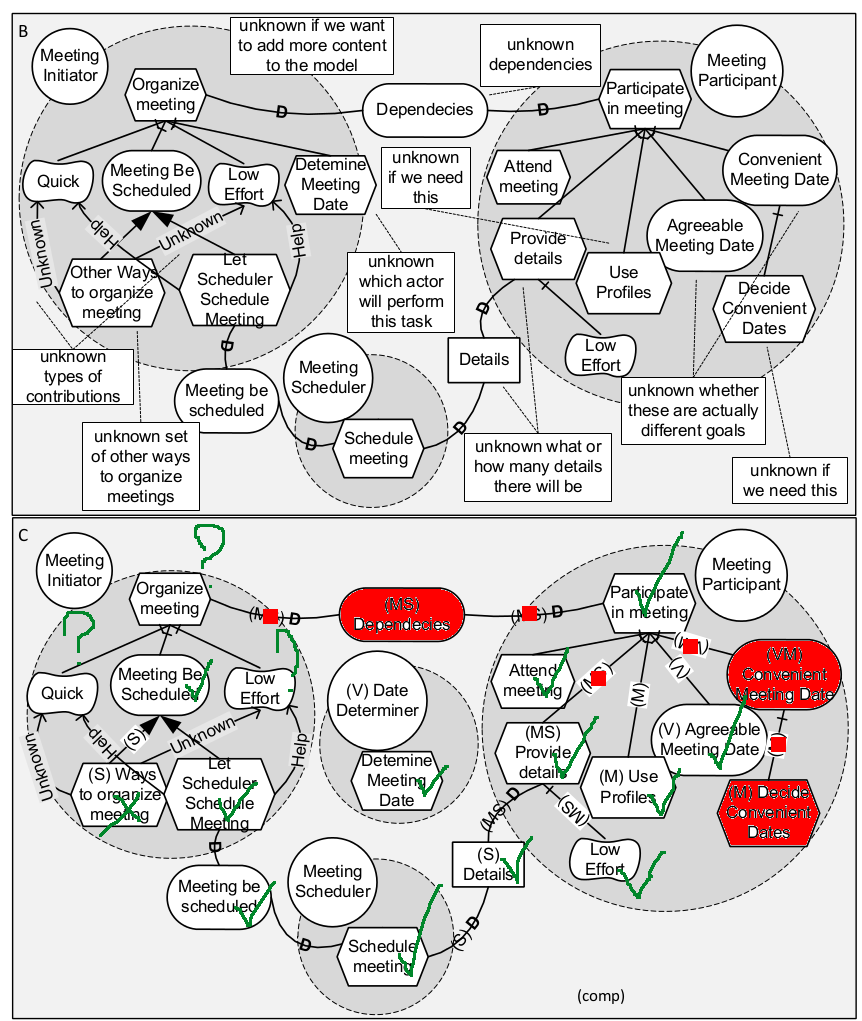 B
Meeting
Initiator
unknown if we want
to add more content
to the model
unknown
dependencies
Meeting
Participant
Organize
meeting
D
Dependecies
D
Participate
in meeting
Quick
Meeting Be
Scheduled
Low
Effort
Detemine
Meeting
Date
unknown
if we need
this
Attend
meeting
Convenient
Meeting Date
Unknown
Help
Unknown
Help
Agreeable
Meeting Date
Provide
details
Other Ways
to organize
meeting
Let
Scheduler
Schedule
Meeting
unknown
which actor
will perform
this task
Use
Profiles
Decide
Convenient
Dates
D
D
Low
Effort
unknown
types of
contributions
Meeting be
scheduled
Meeting
Scheduler
Details
unknown whether
these are actually
different goals
D
Schedule
meeting
D
unknown set
of other ways
to organize
meetings
unknown what or
how many details
there will be
unknown if
we need this
C
Meeting
Initiator
Organize
meeting
D
(MS)
Dependecies
D
Participate
in meeting
Meeting
Participant
Quick
Meeting Be
Scheduled
Low
Effort
(V) Date
Determiner
Attend
meeting
(M)
(V)
(VM)
Convenient
Meeting Date
Unknown
Help
(S)
Unknown
Help
(MS)
Provide
details
(V) Agreeable
Meeting Date
(S) Ways
to organize
meeting
Let
Scheduler
Schedule
Meeting
Detemine
Meeting
Date
(M) Use
Profiles
(M) Decide
Convenient
Dates
(MS)
D
(MS)
D
Meeting be
scheduled
Meeting
Scheduler
(S)
Details
Low
Effort
D
Schedule
meeting
(S)
D
(comp)